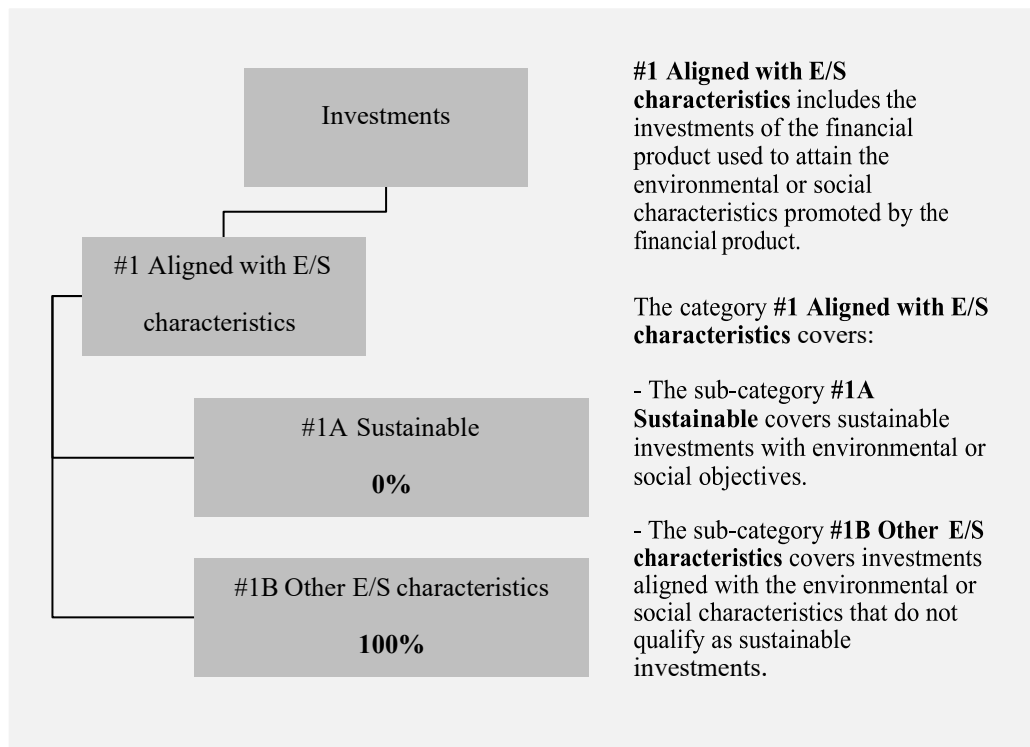 Investments
#1 Aligned with E/S
characteristics
#1A Sustainable
0%
#1B Other E/S characteristics
100%
#1 Aligned with E/S
characteristics includes the
investments of the financial
product used to attain the
environmental or social
characteristics promoted by the
financial product.
The category #1 Aligned with E/S
characteristics covers:
- The sub-category #1A
Sustainable covers sustainable
investments with environmental or
social objectives.
- The sub-category #1B Other E/S
characteristics covers investments
aligned with the environmental or
social characteristics that do not
qualify as sustainable
investments.